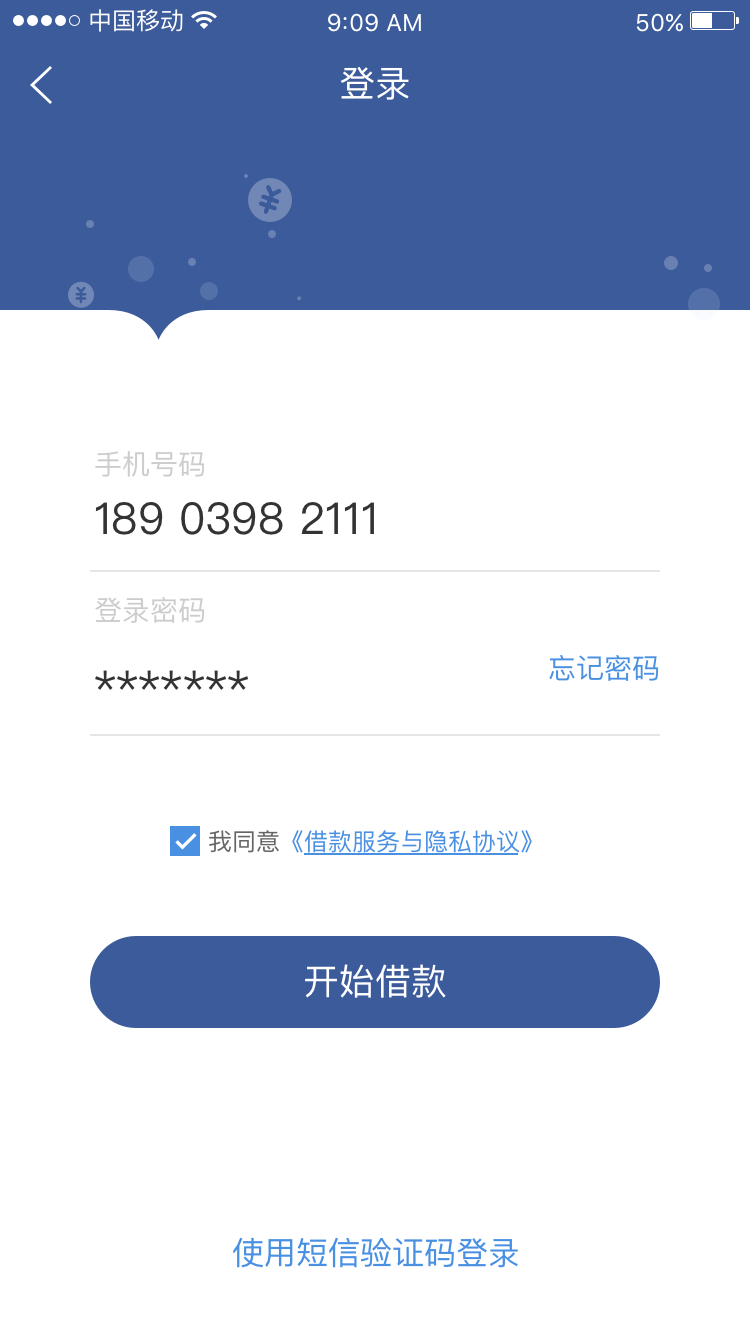 中国移动 9:09 AM 50%
登录
手机号码
189 0398 2111
登录密码
*******
忘记密码
我同意《借款服务与隐私协议》
开始借款
使用短信验证码登录